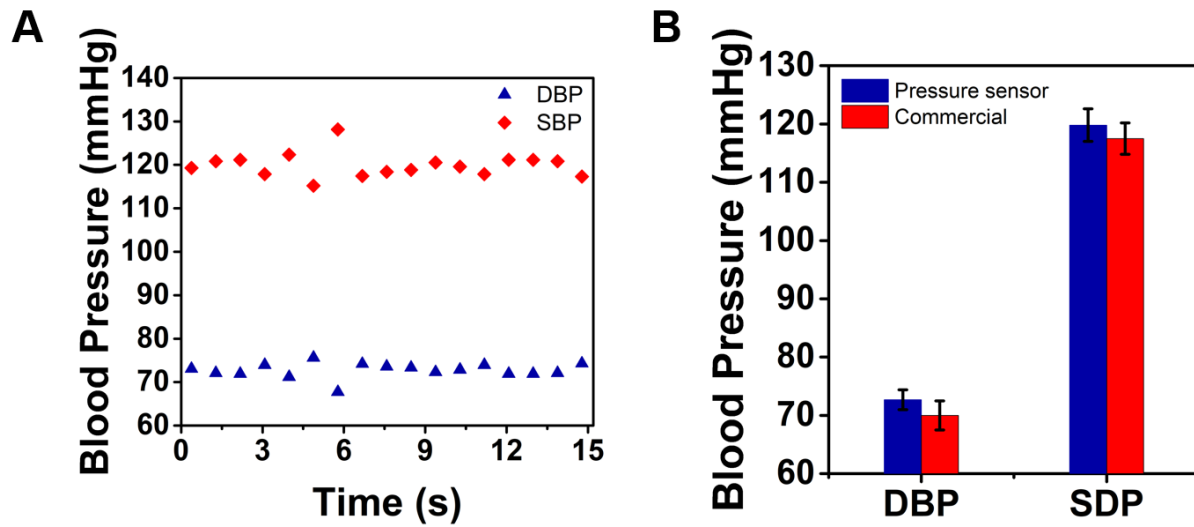 A
Blood Pressure (mmHg)
140
130
120
110
100
90
80
70
60
0 3 6 9 12 15
Time (s)
DBP
SBP
B
Blood Pressure (mmHg)
130
120
110
100
90
80
70
60
Pressure sensor
Commercial
DBP SDP